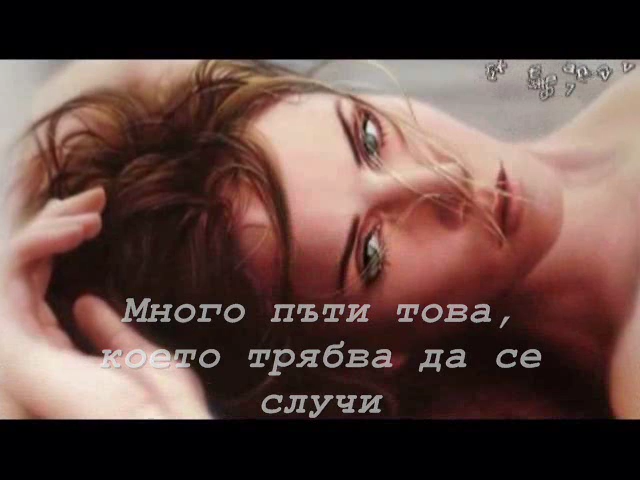 Много пъти това,
което трябва да се
случи